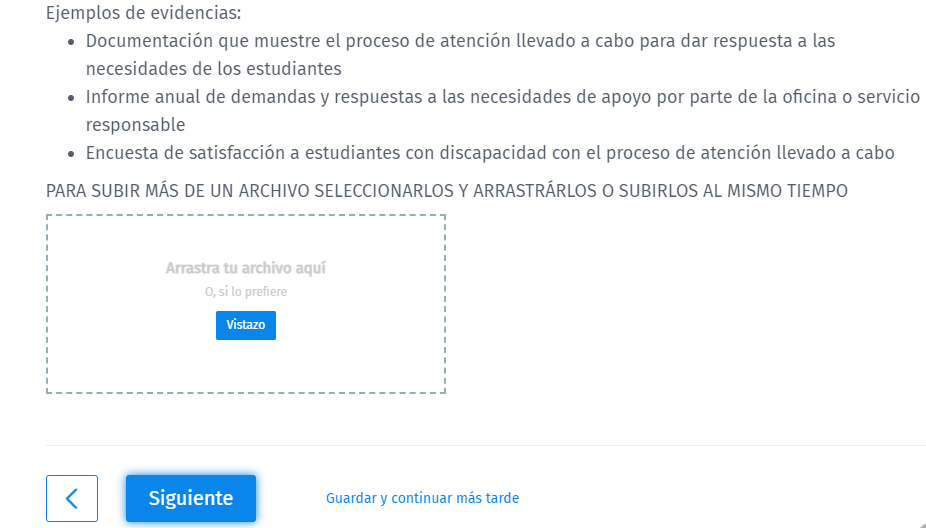 Ejemplos de evidencias:
Documentación que muestre el proceso de atención llevado a cabo para dar respuesta a las
necesidades de los estudiantes
Informe anual de demandas y respuestas a las necesidades de apoyo por parte de la oficina o servicio
responsable
Encuesta de satisfacción a estudiantes con discapacidad con el proceso de atención llevado a cabo
PARA SUBIR MÁS DE UN ARCHIVO SELECCIONARLOS Y ARRASTRÁRLOS O SUBIRLOS AL MISMO TIEMPO
Arrastra tu archivo aquí
O, si lo prefiere
Vistazo
Siguiente
Guardar y continuar más tarde